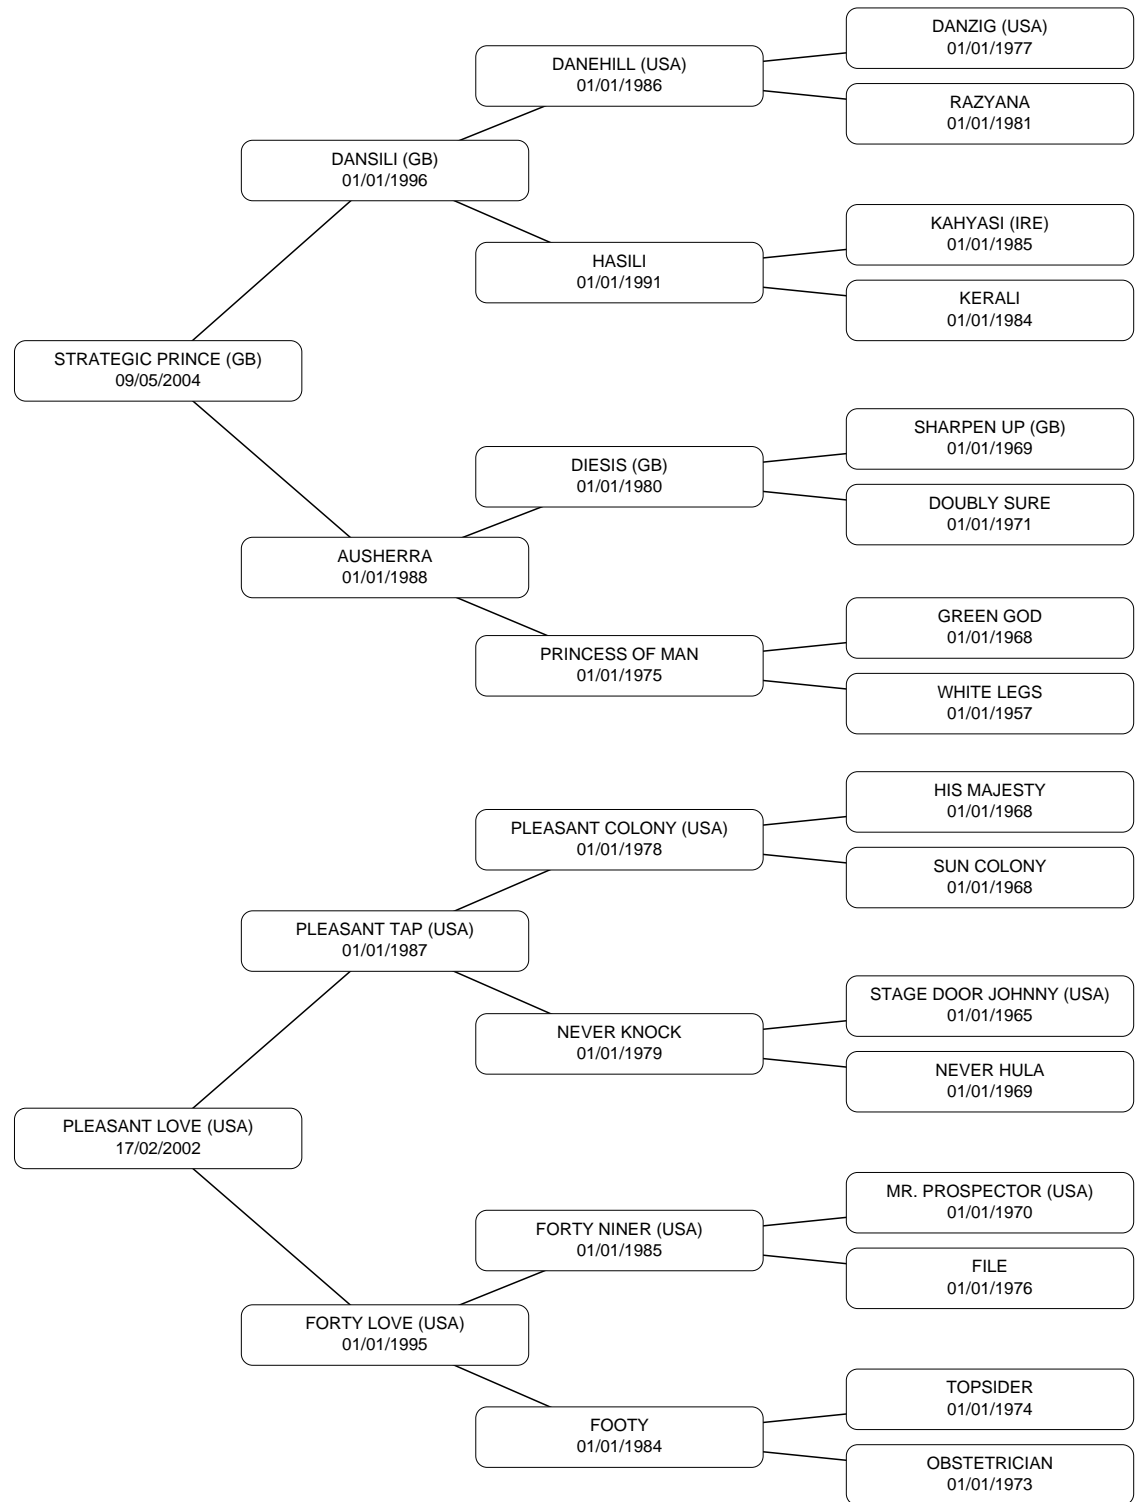 DANZIG (USA)
01/01/1977
DANEHILL (USA)
01/01/1986
RAZYANA
01/01/1981
DANSILI (GB)
01/01/1996
KAHYASI (IRE)
01/01/1985
HASILI
01/01/1991
KERALI
01/01/1984
STRATEGIC PRINCE (GB)
09/05/2004
SHARPEN UP (GB)
01/01/1969
DIESIS (GB)
01/01/1980
DOUBLY SURE
01/01/1971
AUSHERRA
01/01/1988
GREEN GOD
01/01/1968
PRINCESS OF MAN
01/01/1975
WHITE LEGS
01/01/1957
HIS MAJESTY
01/01/1968
PLEASANT COLONY (USA)
01/01/1978
SUN COLONY
01/01/1968
PLEASANT TAP (USA)
01/01/1987
STAGE DOOR JOHNNY (USA)
01/01/1965
NEVER KNOCK
01/01/1979
NEVER HULA
01/01/1969
PLEASANT LOVE (USA)
17/02/2002
MR. PROSPECTOR (USA)
01/01/1970
FORTY NINER (USA)
01/01/1985
FILE
01/01/1976
FORTY LOVE (USA)
01/01/1995
TOPSIDER
01/01/1974
FOOTY
01/01/1984
OBSTETRICIAN
01/01/1973